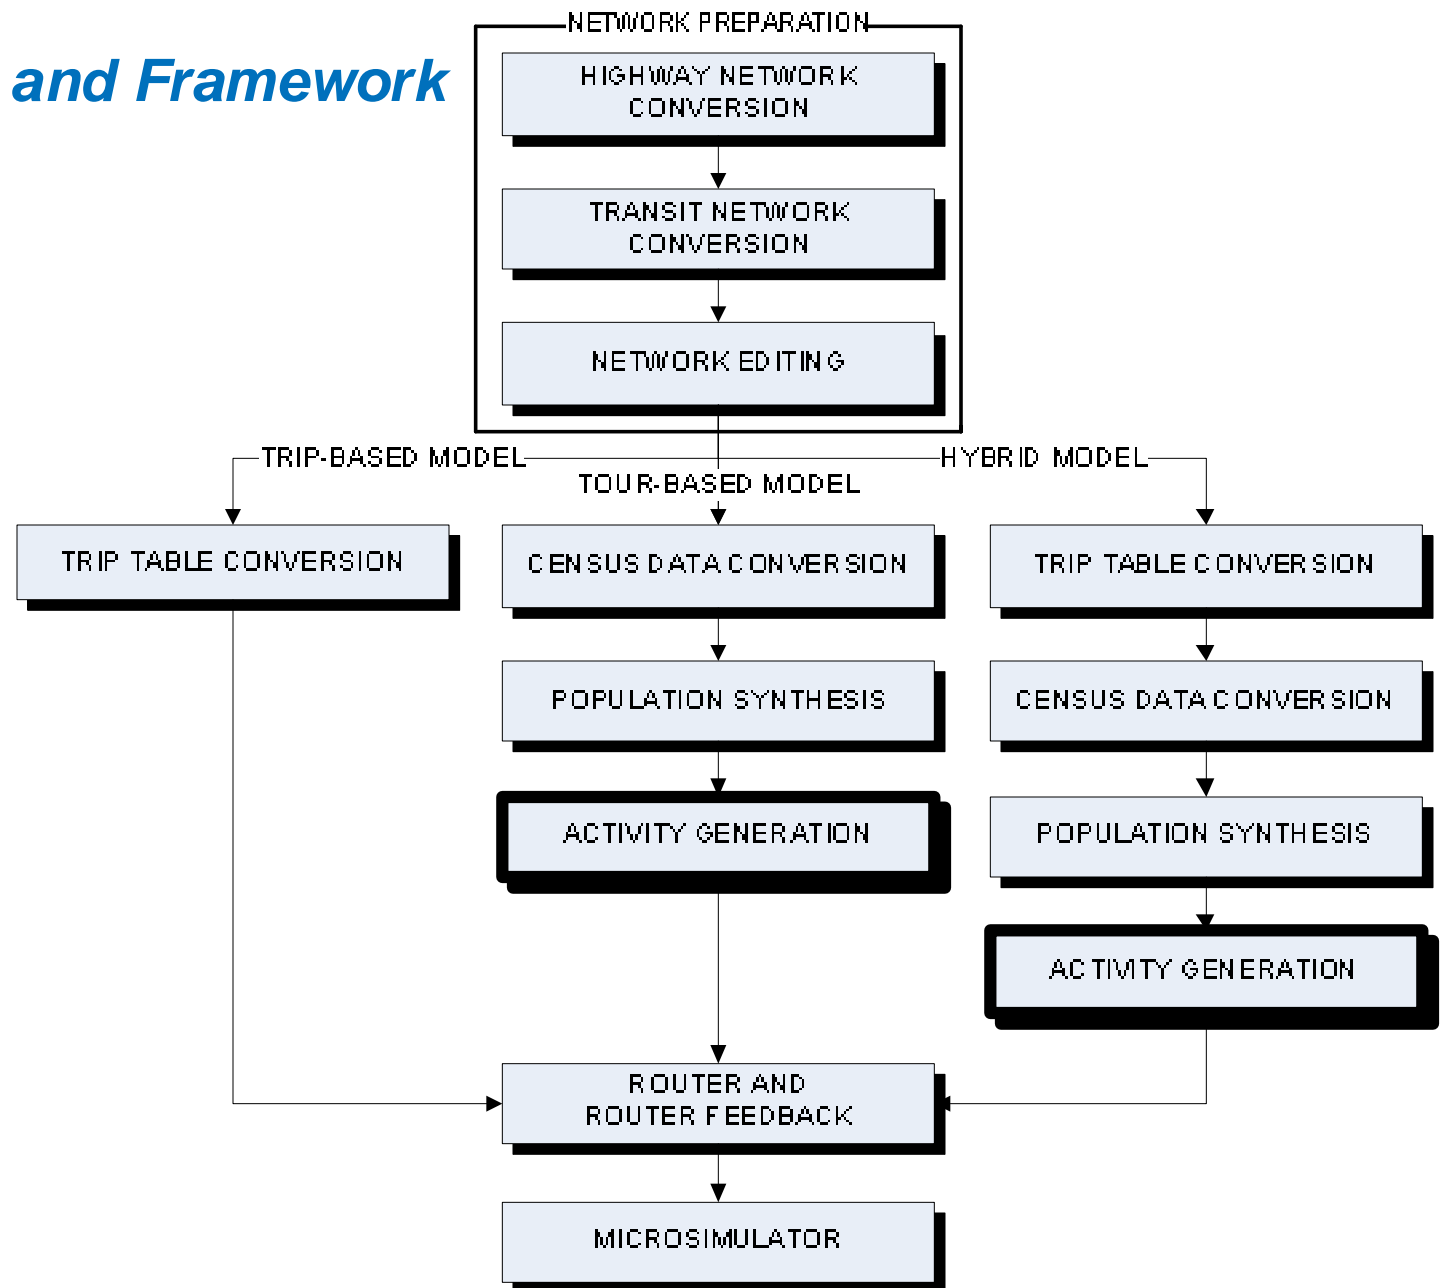 NETWORK PREPARATION
and Framework
HIGHWAY NETWORK
CONVERSION
TRANSIT NETWORK
CONVERSION
NETWORK EDITING
TRIP-BASED MODEL
HYBRID MODEL
TOUR-BASED MODEL
TRIP TABLE CONVERSION
CENSUS DATA CONVERSION
TRIP TABLE CONVERSION
POPULATION SYNTHESIS
CENSUS DATA CONVERSION
ACTIVITY GENERATION
POPULATION SYNTHESIS
ACTIVITY GENERATION
ROUTER AND
ROUTER FEEDBACK
MICROSIMULATOR